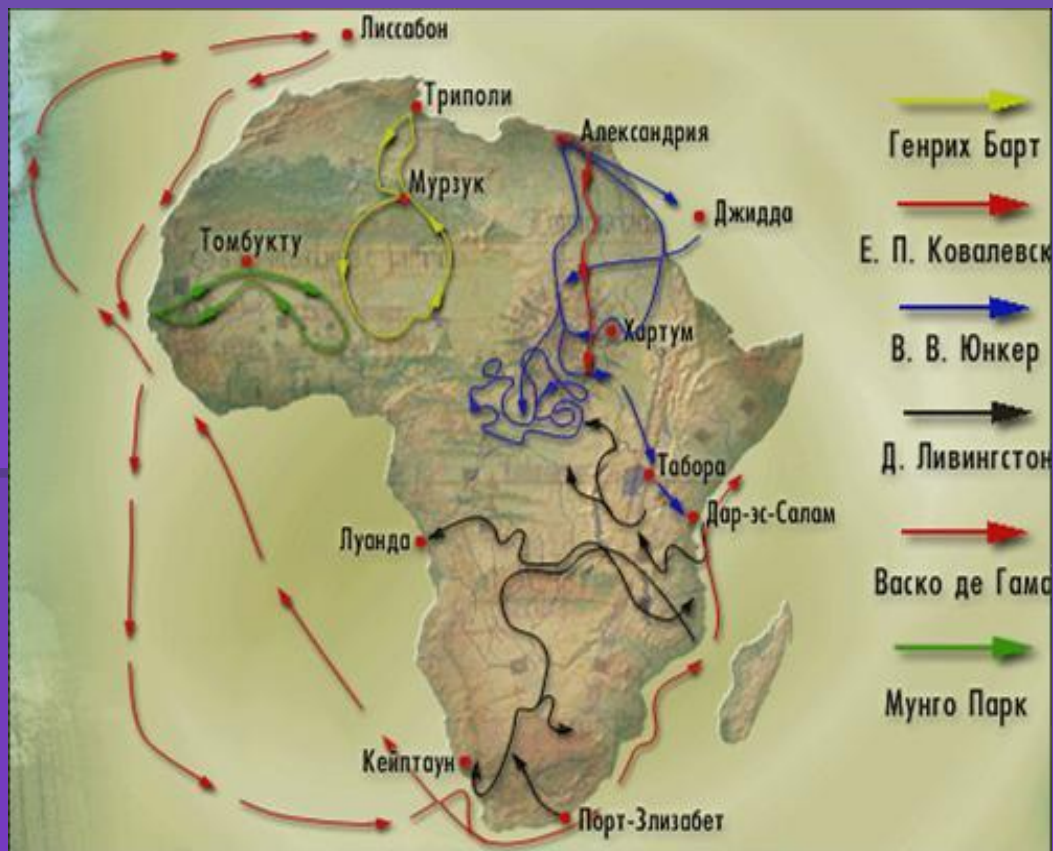 Лиссабон
Триполи
Александрия
Мурзук
Джидда
Томбукту
Хартум
Табора
Дар-эс-Салам
Луанда
Кейптаун
Порт-Злизабет
Генрих Барт
Е. П. Ковалевск
В. В. Юнкер
Д. Ливингстон
Васко де Гама
Мунго Парк